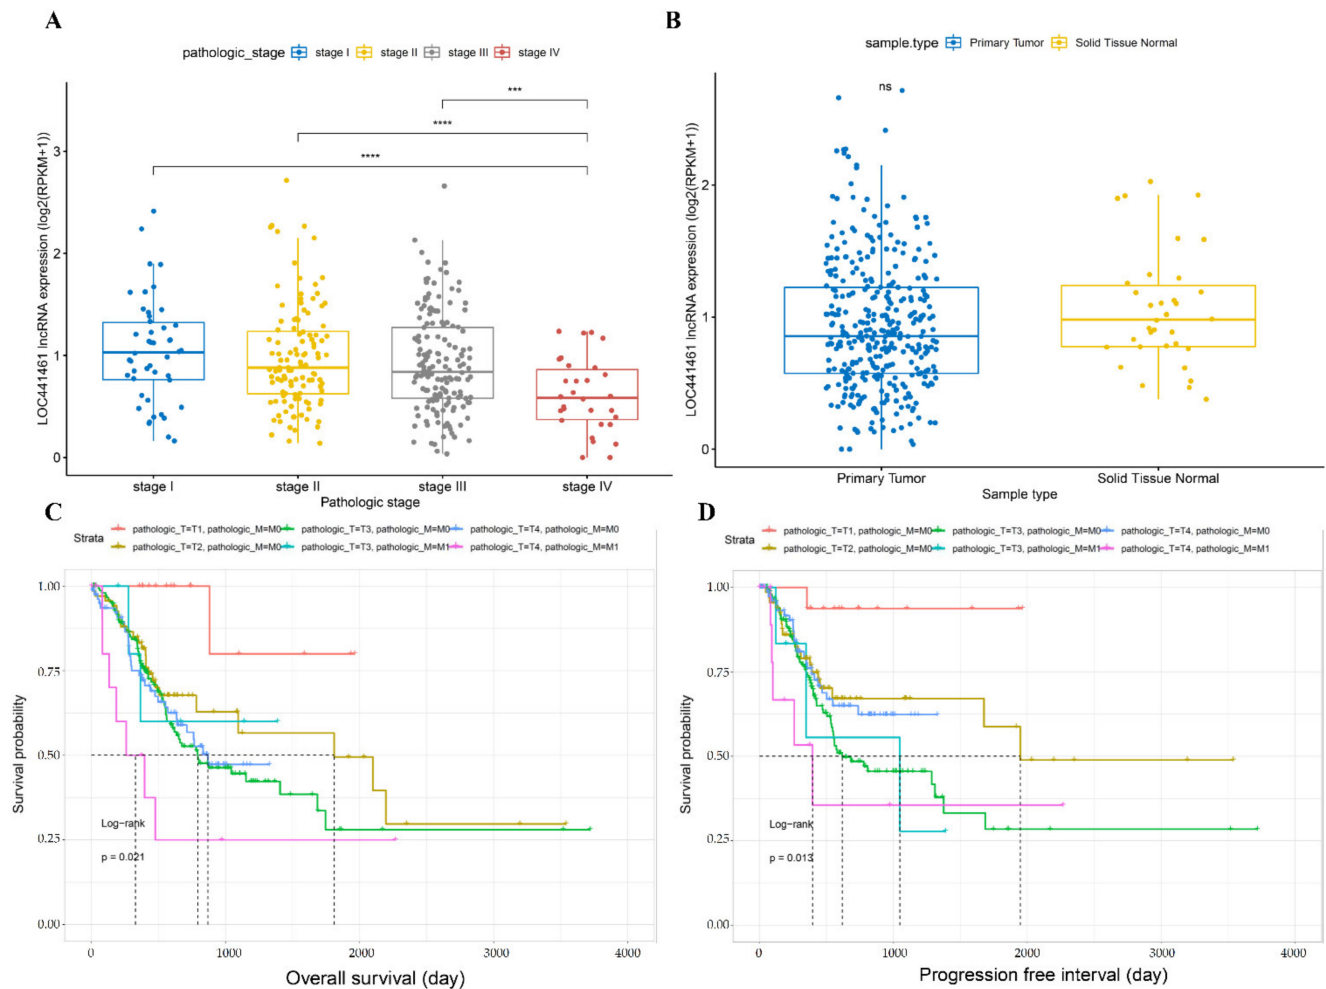 A
pathologic_stage stage I stage II stage III stage IV
LOC441461 lncRNA expression (log2(RPKM+1))
3
2
1
0
***
****
****
stage I stage II stage III stage IV
Pathologic stage
B
sample.type Primary Tumor Solid Tissue Normal
LOC441461 lncRNA expression (log2(RPKM+1))
2
1
0
ns
Primary Tumor Solid Tissue Normal
Sample type
C
Strata
pathologic_T=T1, pathologic_M=M0 pathologic_T=T3, pathologic_M=M0 pathologic_T=T4, pathologic_M=M0
pathologic_T=T2, pathologic_M=M0 pathologic_T=T3, pathologic_M=M1 pathologic_T=T4, pathologic_M=M1
Survival probability
1.00
0.75
0.50
0.25
0.00
Log-rank
p = 0.021
0 1000 2000 3000 4000
Overall survival (day)
D
Strata
pathologic_T=T1, pathologic_M=M0 pathologic_T=T3, pathologic_M=M0 pathologic_T=T4, pathologic_M=M0
pathologic_T=T2, pathologic_M=M0 pathologic_T=T3, pathologic_M=M1 pathologic_T=T4, pathologic_M=M1
Survival probability
1.00
0.75
0.50
0.25
0.00
Log-rank
p = 0.013
0 1000 2000 3000 4000
Progression free interval (day)